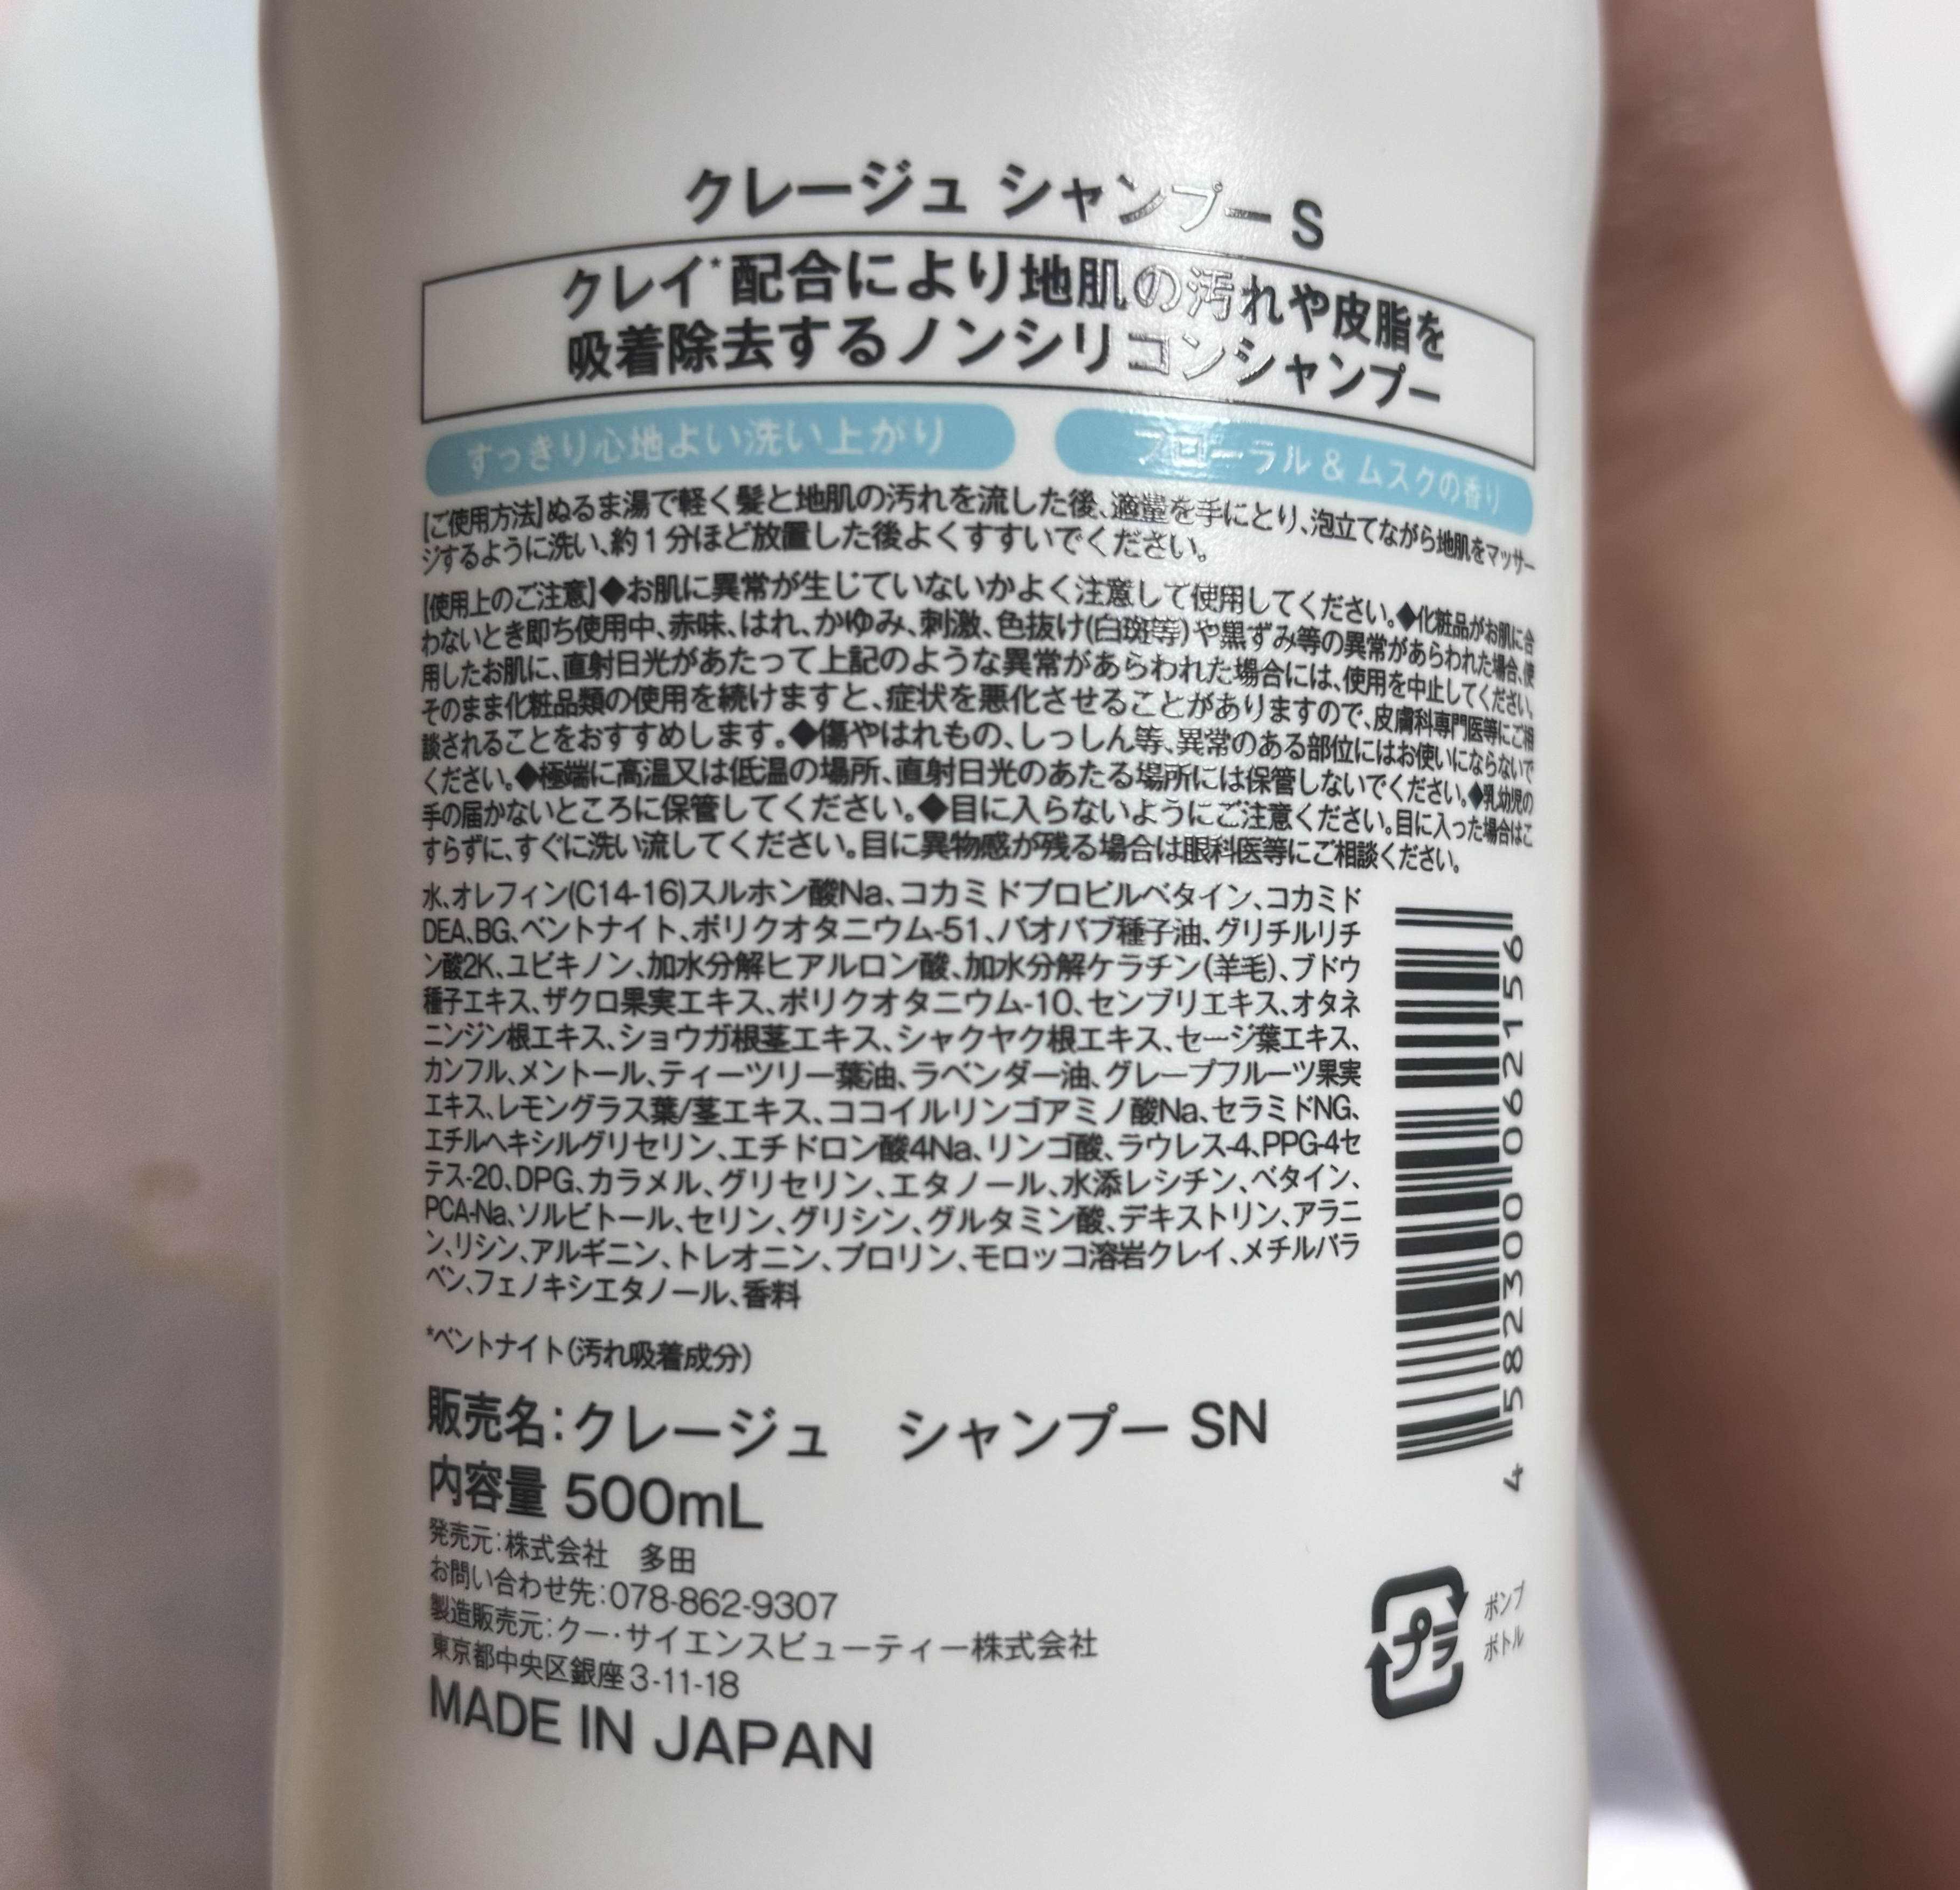 クレージュ シャンプー S
クレイ*配合により地肌の汚れや皮脂を
吸着除去するノンシリコンシャンプー
すっきり心地よい洗い上がり
フローラル & ムスクの香り
【ご使用方法】ぬるま湯で軽く髪と地肌の汚れを流した後、適量を手にとり、泡立てながら地肌をマッサー
ジするように洗い、約1分ほど放置した後よくすすいでください。
【使用上のご注意】◆お肌に異常が生じていないかよく注意して使用してください。◆化粧品がお肌に合
わないとき即ち使用中、赤味、はれ、かゆみ、刺激、色抜け(白斑等)や黒ずみ等の異常があらわれた場合、使
用したお肌に、直射日光があたって上記のような異常があらわれた場合には、使用を中止してください。
そのまま化粧品類の使用を続けますと、症状を悪化させることがありますので、皮膚科専門医等にご相
談されることをおすすめします。◆傷やはれもの、しっしん等、異常のある部位にはお使いにならないで
ください。◆極端に高温又は低温の場所、直射日光のあたる場所には保管しないでください。◆乳幼児の
手の届かないところに保管してください。◆目に入らないようにご注意ください。目に入った場合はこ
すらずに、すぐに洗い流してください。目に異物感が残る場合は眼科医等にご相談ください。
水、オレフィン(C14-16)スルホン酸Na、コカミドプロピルベタイン、コカミド
DEA、BG、ベントナイト、ポリクオタニウム-51、バオバブ種子油、グリチルリチ
ン酸2K、ユビキノン、加水分解ヒアルロン酸、加水分解ケラチン(羊毛)、ブドウ
種子エキス、ザクロ果実エキス、ポリクオタニウム-10、センブリエキス、オタネ
ニンジン根エキス、ショウガ根茎エキス、シャクヤク根エキス、セージ葉エキス、
カンフル、メントール、ティーツリー葉油、ラベンダー油、グレープフルーツ果実
エキス、レモングラス葉/茎エキス、ココイルリンゴアミノ酸Na、セラミドNG、
エチルヘキシルグリセリン、エチドロン酸4Na、リンゴ酸、ラウレス-4、PPG-4セ
テス-20、DPG、カラメル、グリセリン、エタノール、水添レシチン、ベタイン、
PCA-Na、ソルビトール、セリン、グリシン、グルタミン酸、デキストリン、アラニ
ン、リシン、アルギニン、トレオニン、プロリン、モロッコ溶岩クレイ、メチルパラ
ベン、フェノキシエタノール、香料
*ベントナイト(汚れ吸着成分)
販売名：クレージュ シャンプー SN
内容量 500mL
発売元：株式会社 多田
お問い合わせ先：078-862-9307
製造販売元：クー・サイエンスビューティー株式会社
東京都中央区銀座3-11-18
MADE IN JAPAN
4 582300 062156
プラ
ポンプ
ボトル